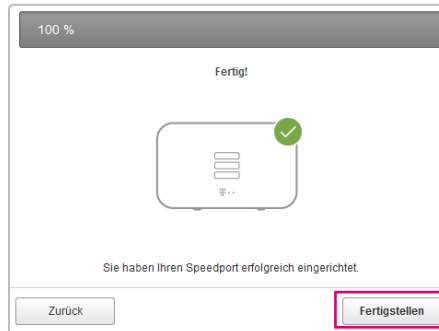 100 %
Fertig!
T
Sie haben Ihren Speedport erfolgreich eingerichtet.
Zurück
Fertigstellen